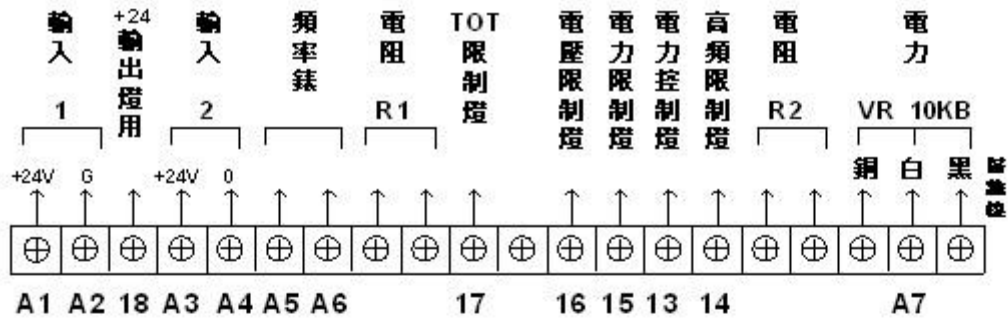 輸入
1
+24
輸出燈用
輸入
2
頻率錶
電阻
R1
TOT
限制燈
電壓限制燈
電力限制燈
電力控制燈
高頻限制燈
電阻
R2
電力
VR 10KB
+24V G +24V 0 銅 白 黑
A1 A2 18 A3 A4 A5 A6 17 16 15 13 14 A7